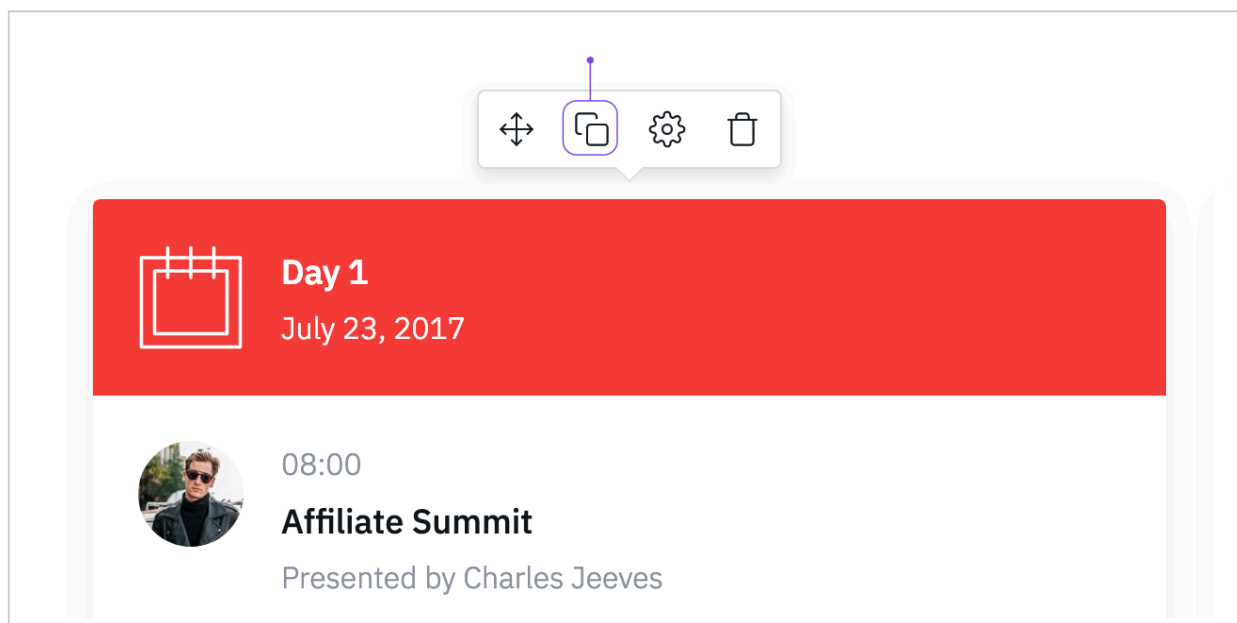 Day 1
July 23, 2017
08:00
Affiliate Summit
Presented by Charles Jeeves